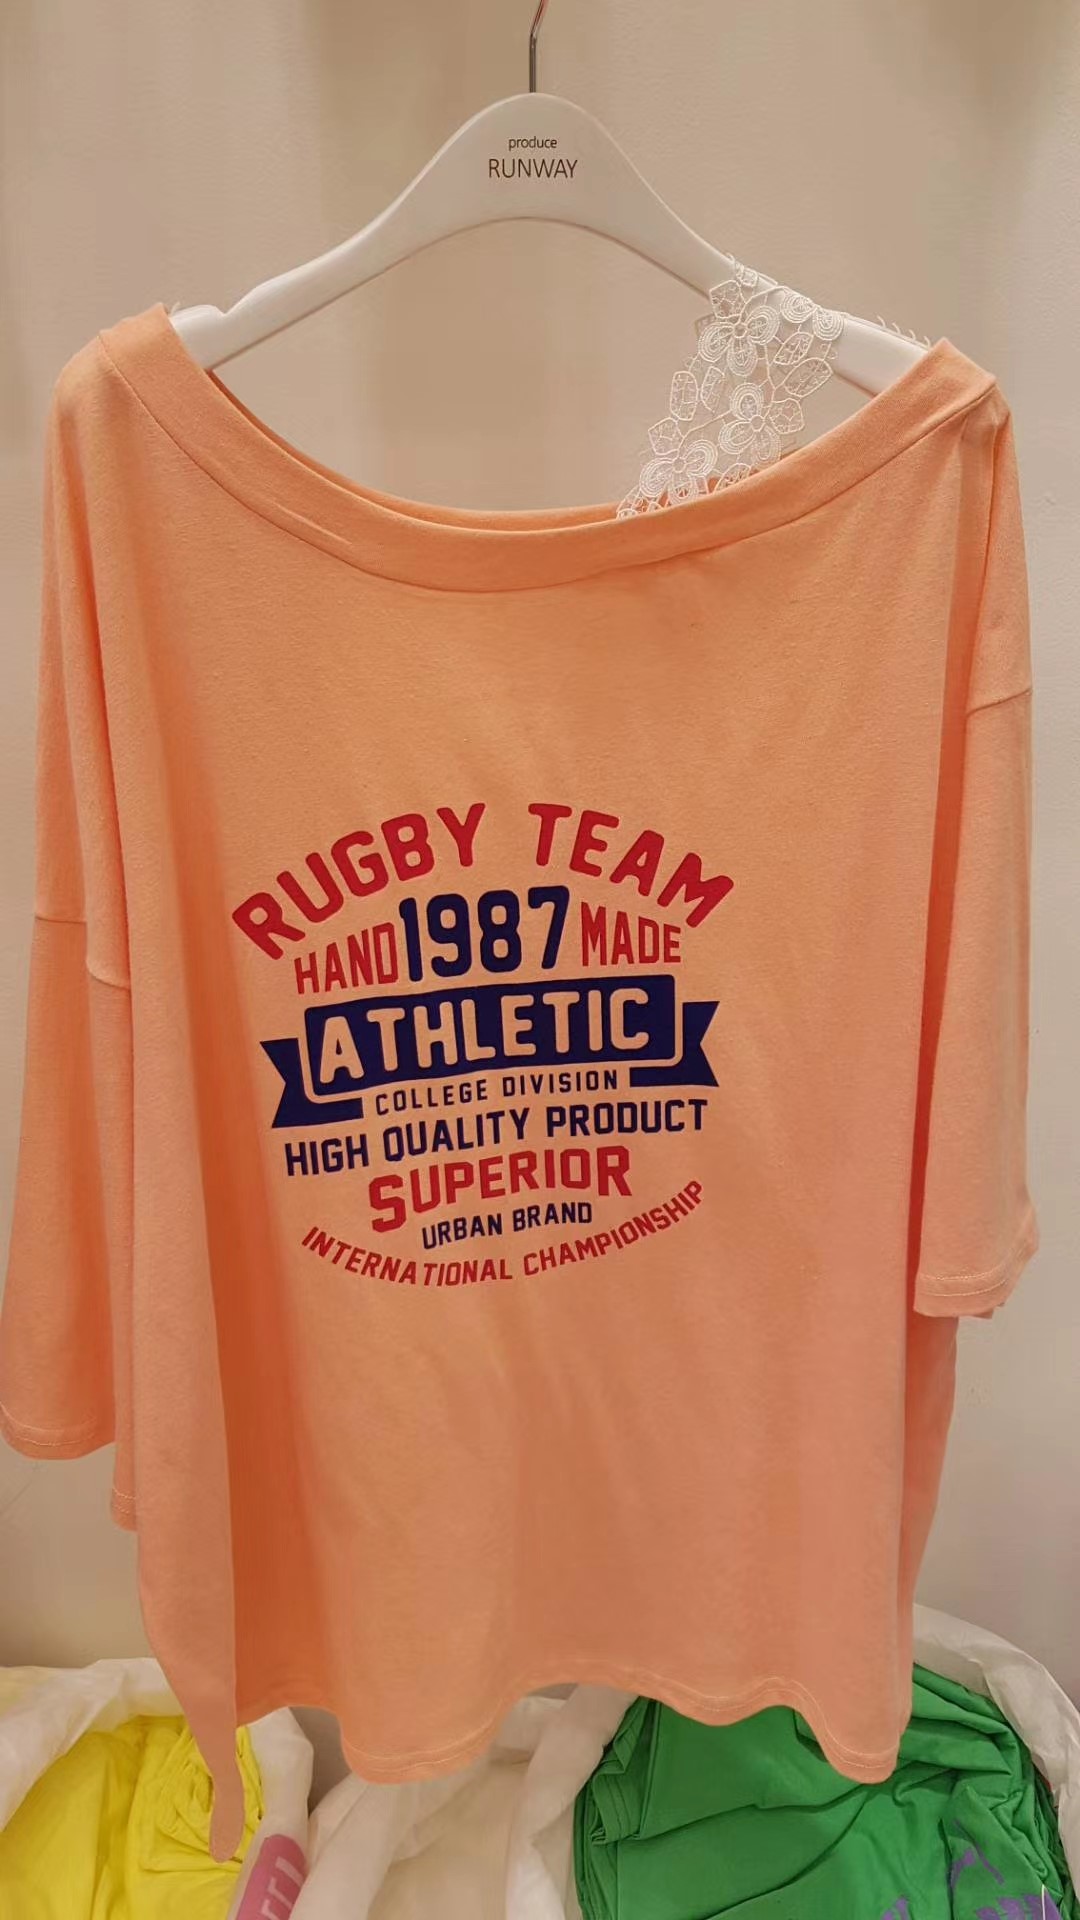 produce
RUNWAY
RUGBY TEAM
HAND 1987 MADE
ATHLETIC
COLLEGE DIVISION
HIGH QUALITY PRODUCT
SUPERIOR
URBAN BRAND
INTERNATIONAL CHAMPIONSHIP